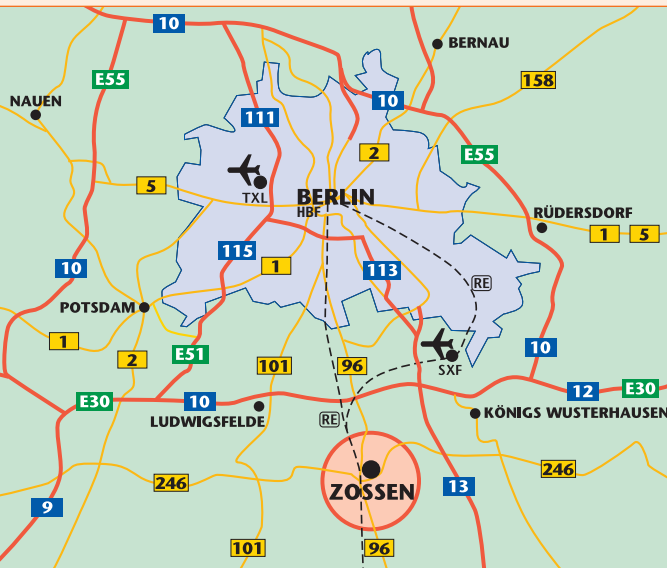 10
BERNAU
E55
158
NAUEN
10
111
2
E55
5
TXL
BERLIN
HBF
RÜDERSDORF
1 5
115
1
113
10
RE
POTSDAM
1
2
E51
101
96
SXF
10
12
E30
E30
10
LUDWIGSFELDE
RE
KÖNIGS WUSTERHAUSEN
246
246
ZOSSEN
13
9
101
96